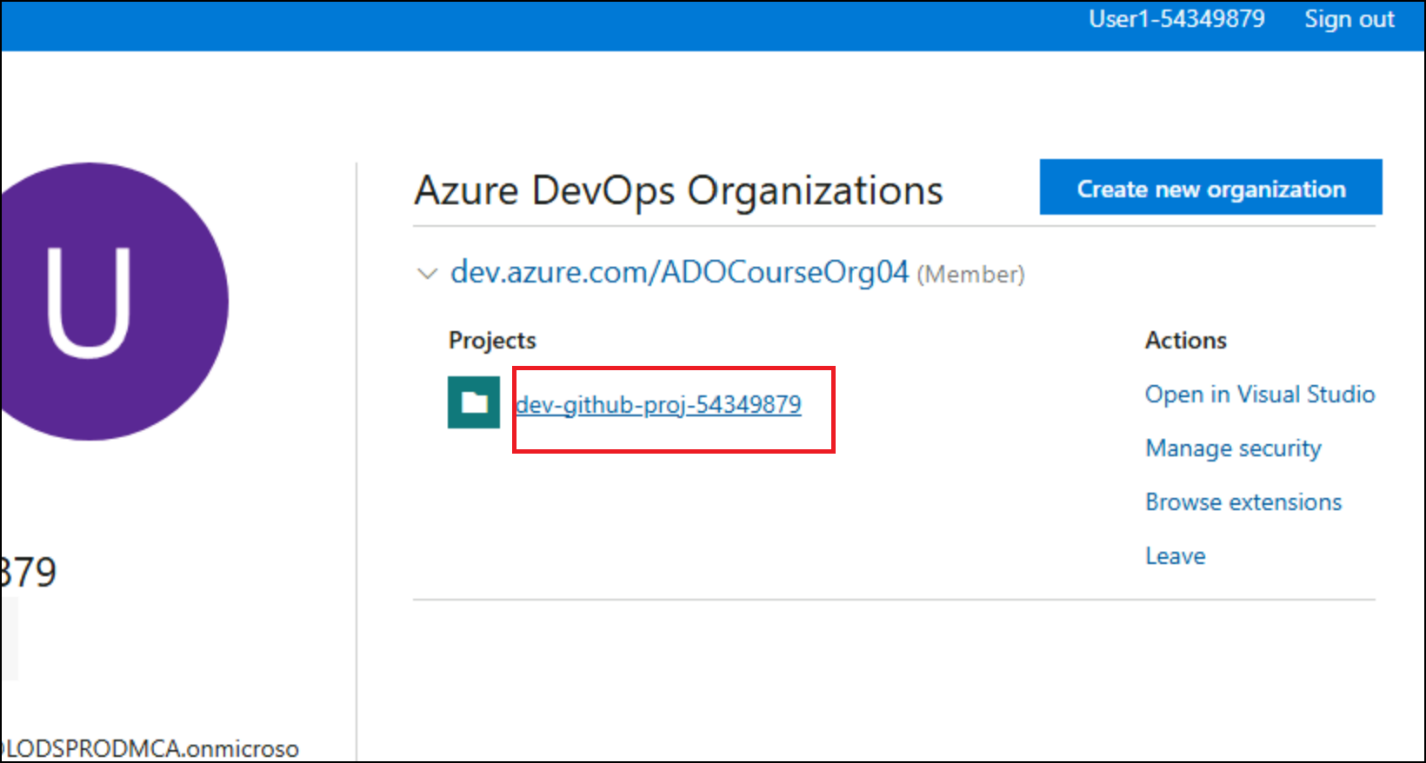 User1-54349879 Sign out
U
Azure DevOps Organizations
Create new organization
dev.azure.com/ADOCourseOrg04 (Member)
Projects
Actions
dev-github-proj-54349879
Open in Visual Studio
Manage security
Browse extensions
Leave
379
LODSPRODMCA.onmicroso